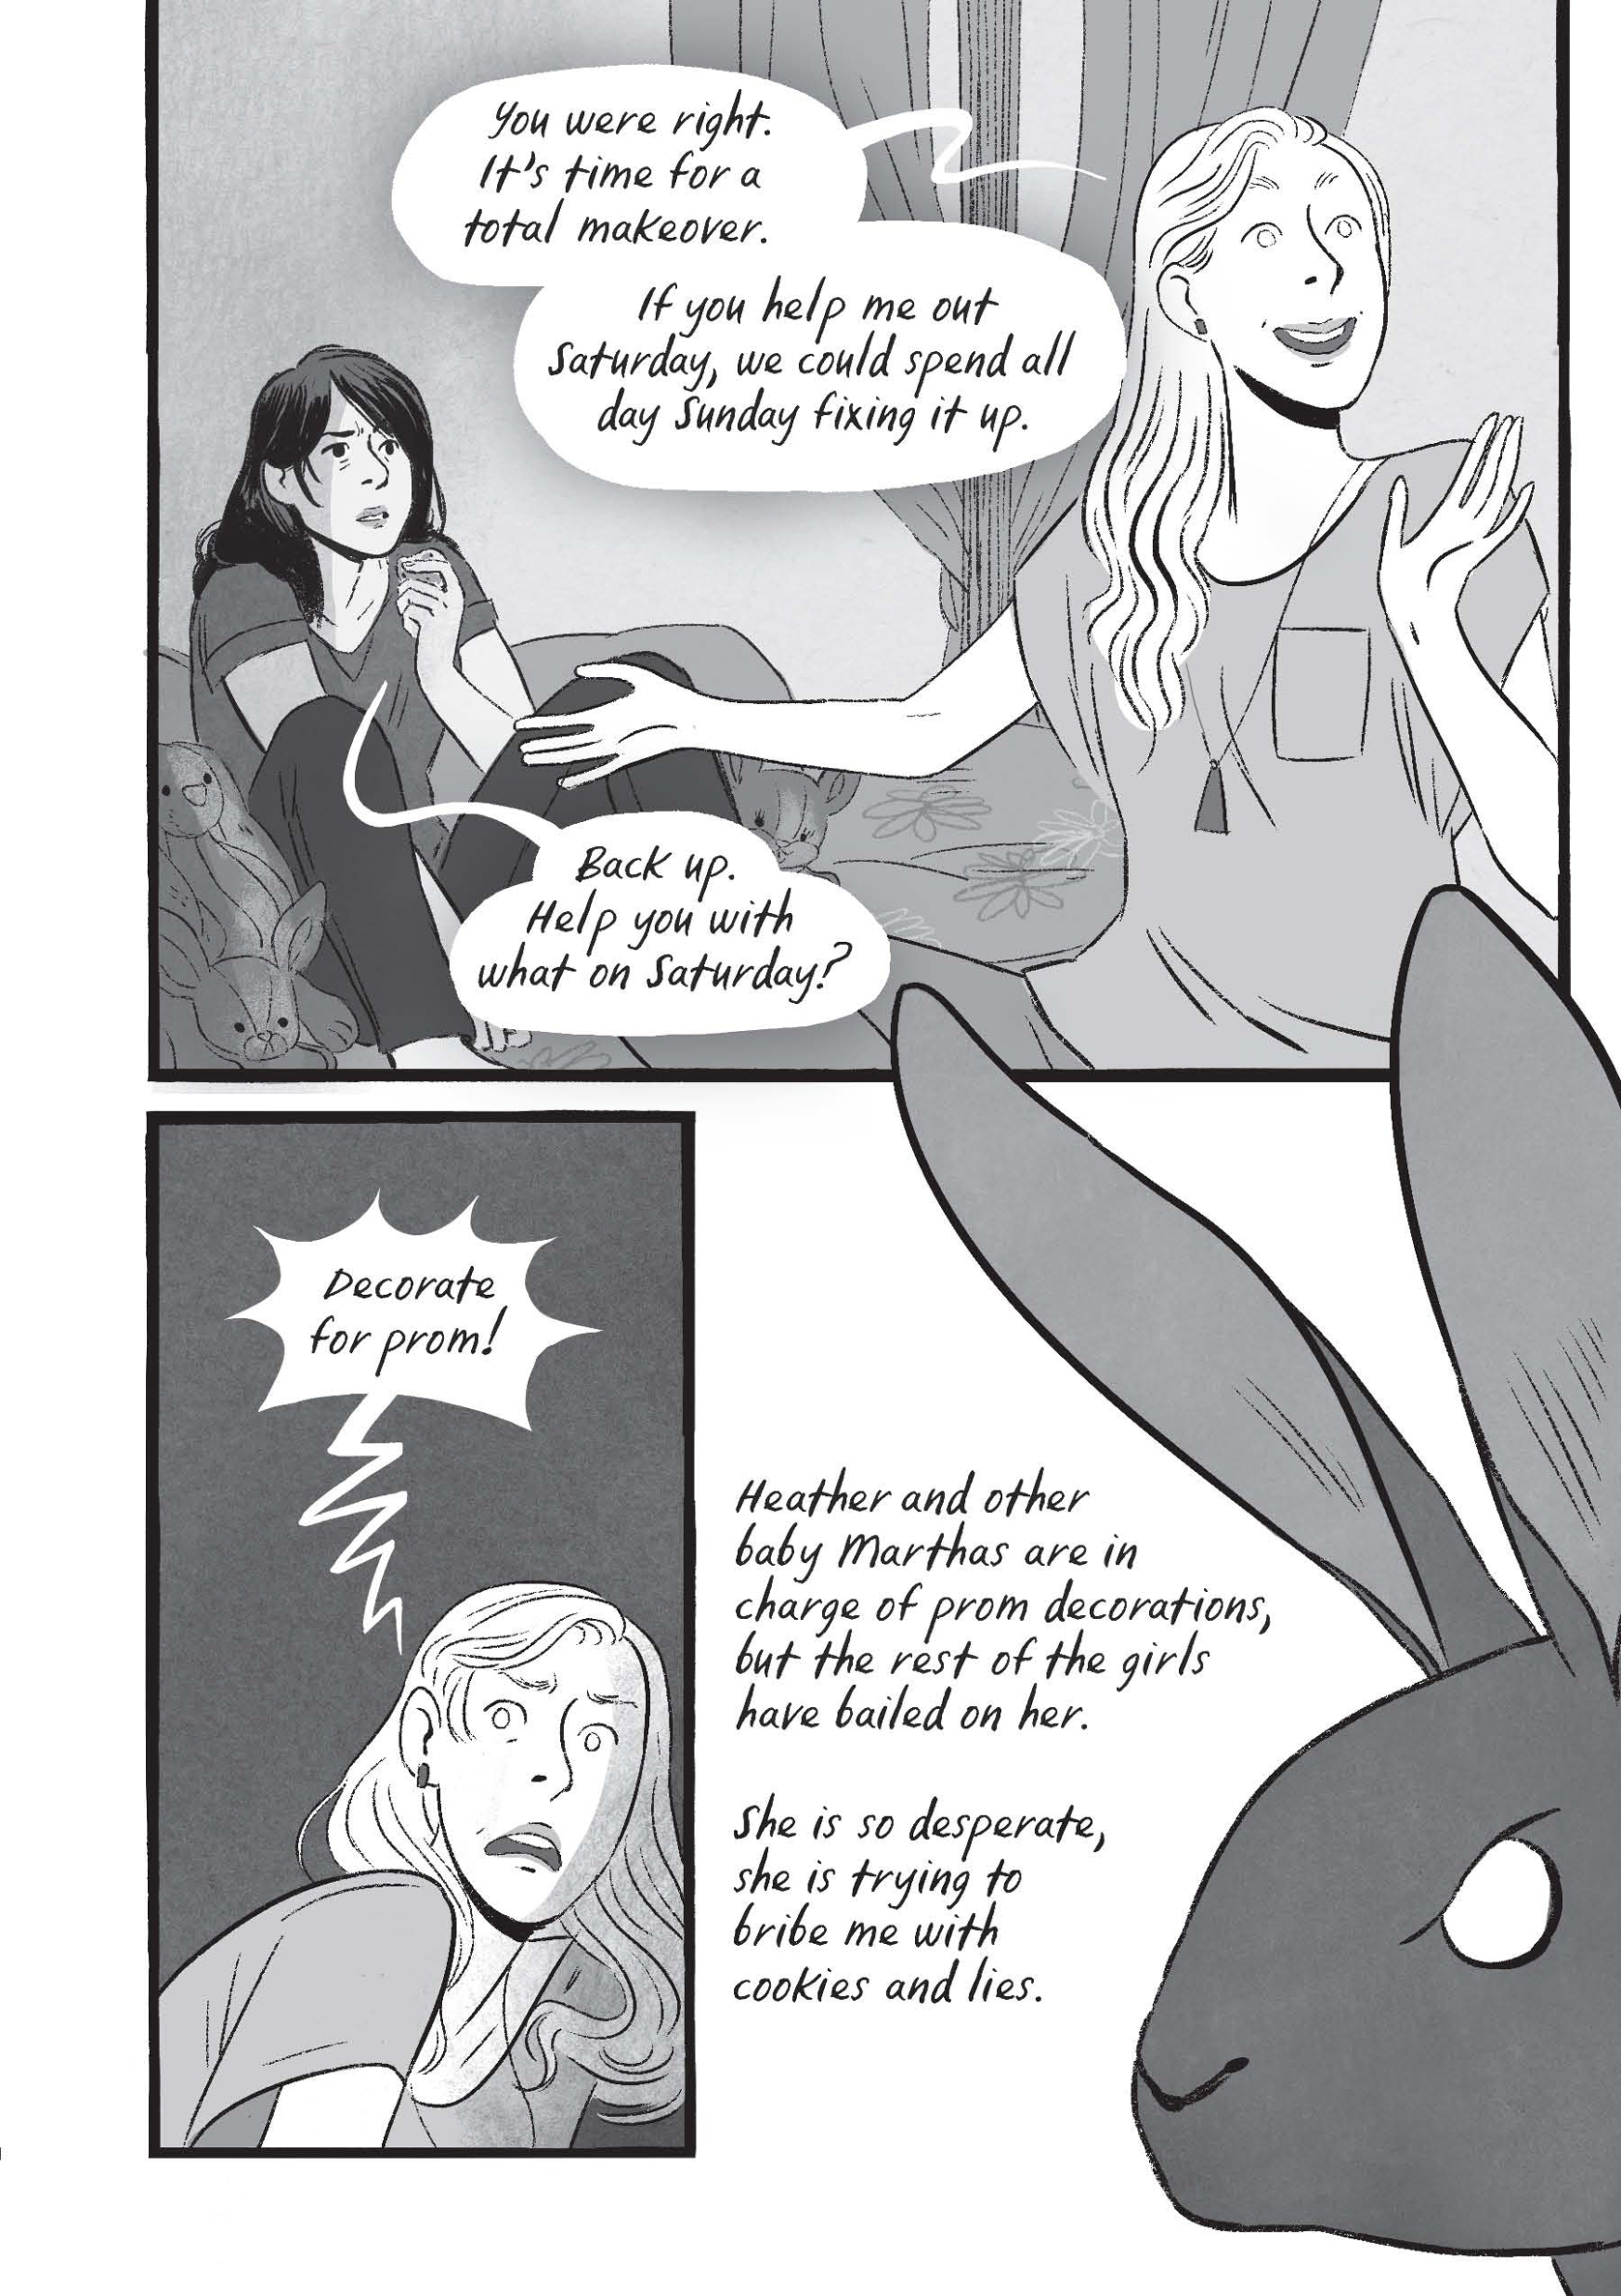 You were right.
It's time for a
total makeover.
If you help me out
Saturday, we could spend all
day Sunday fixing it up.
Back up.
Help you with
what on Saturday?
Decorate
for prom!
Heather and other
baby Marthas are in
charge of prom decorations,
but the rest of the girls
have bailed on her.
She is so desperate,
she is trying to
bribe me with
cookies and lies.